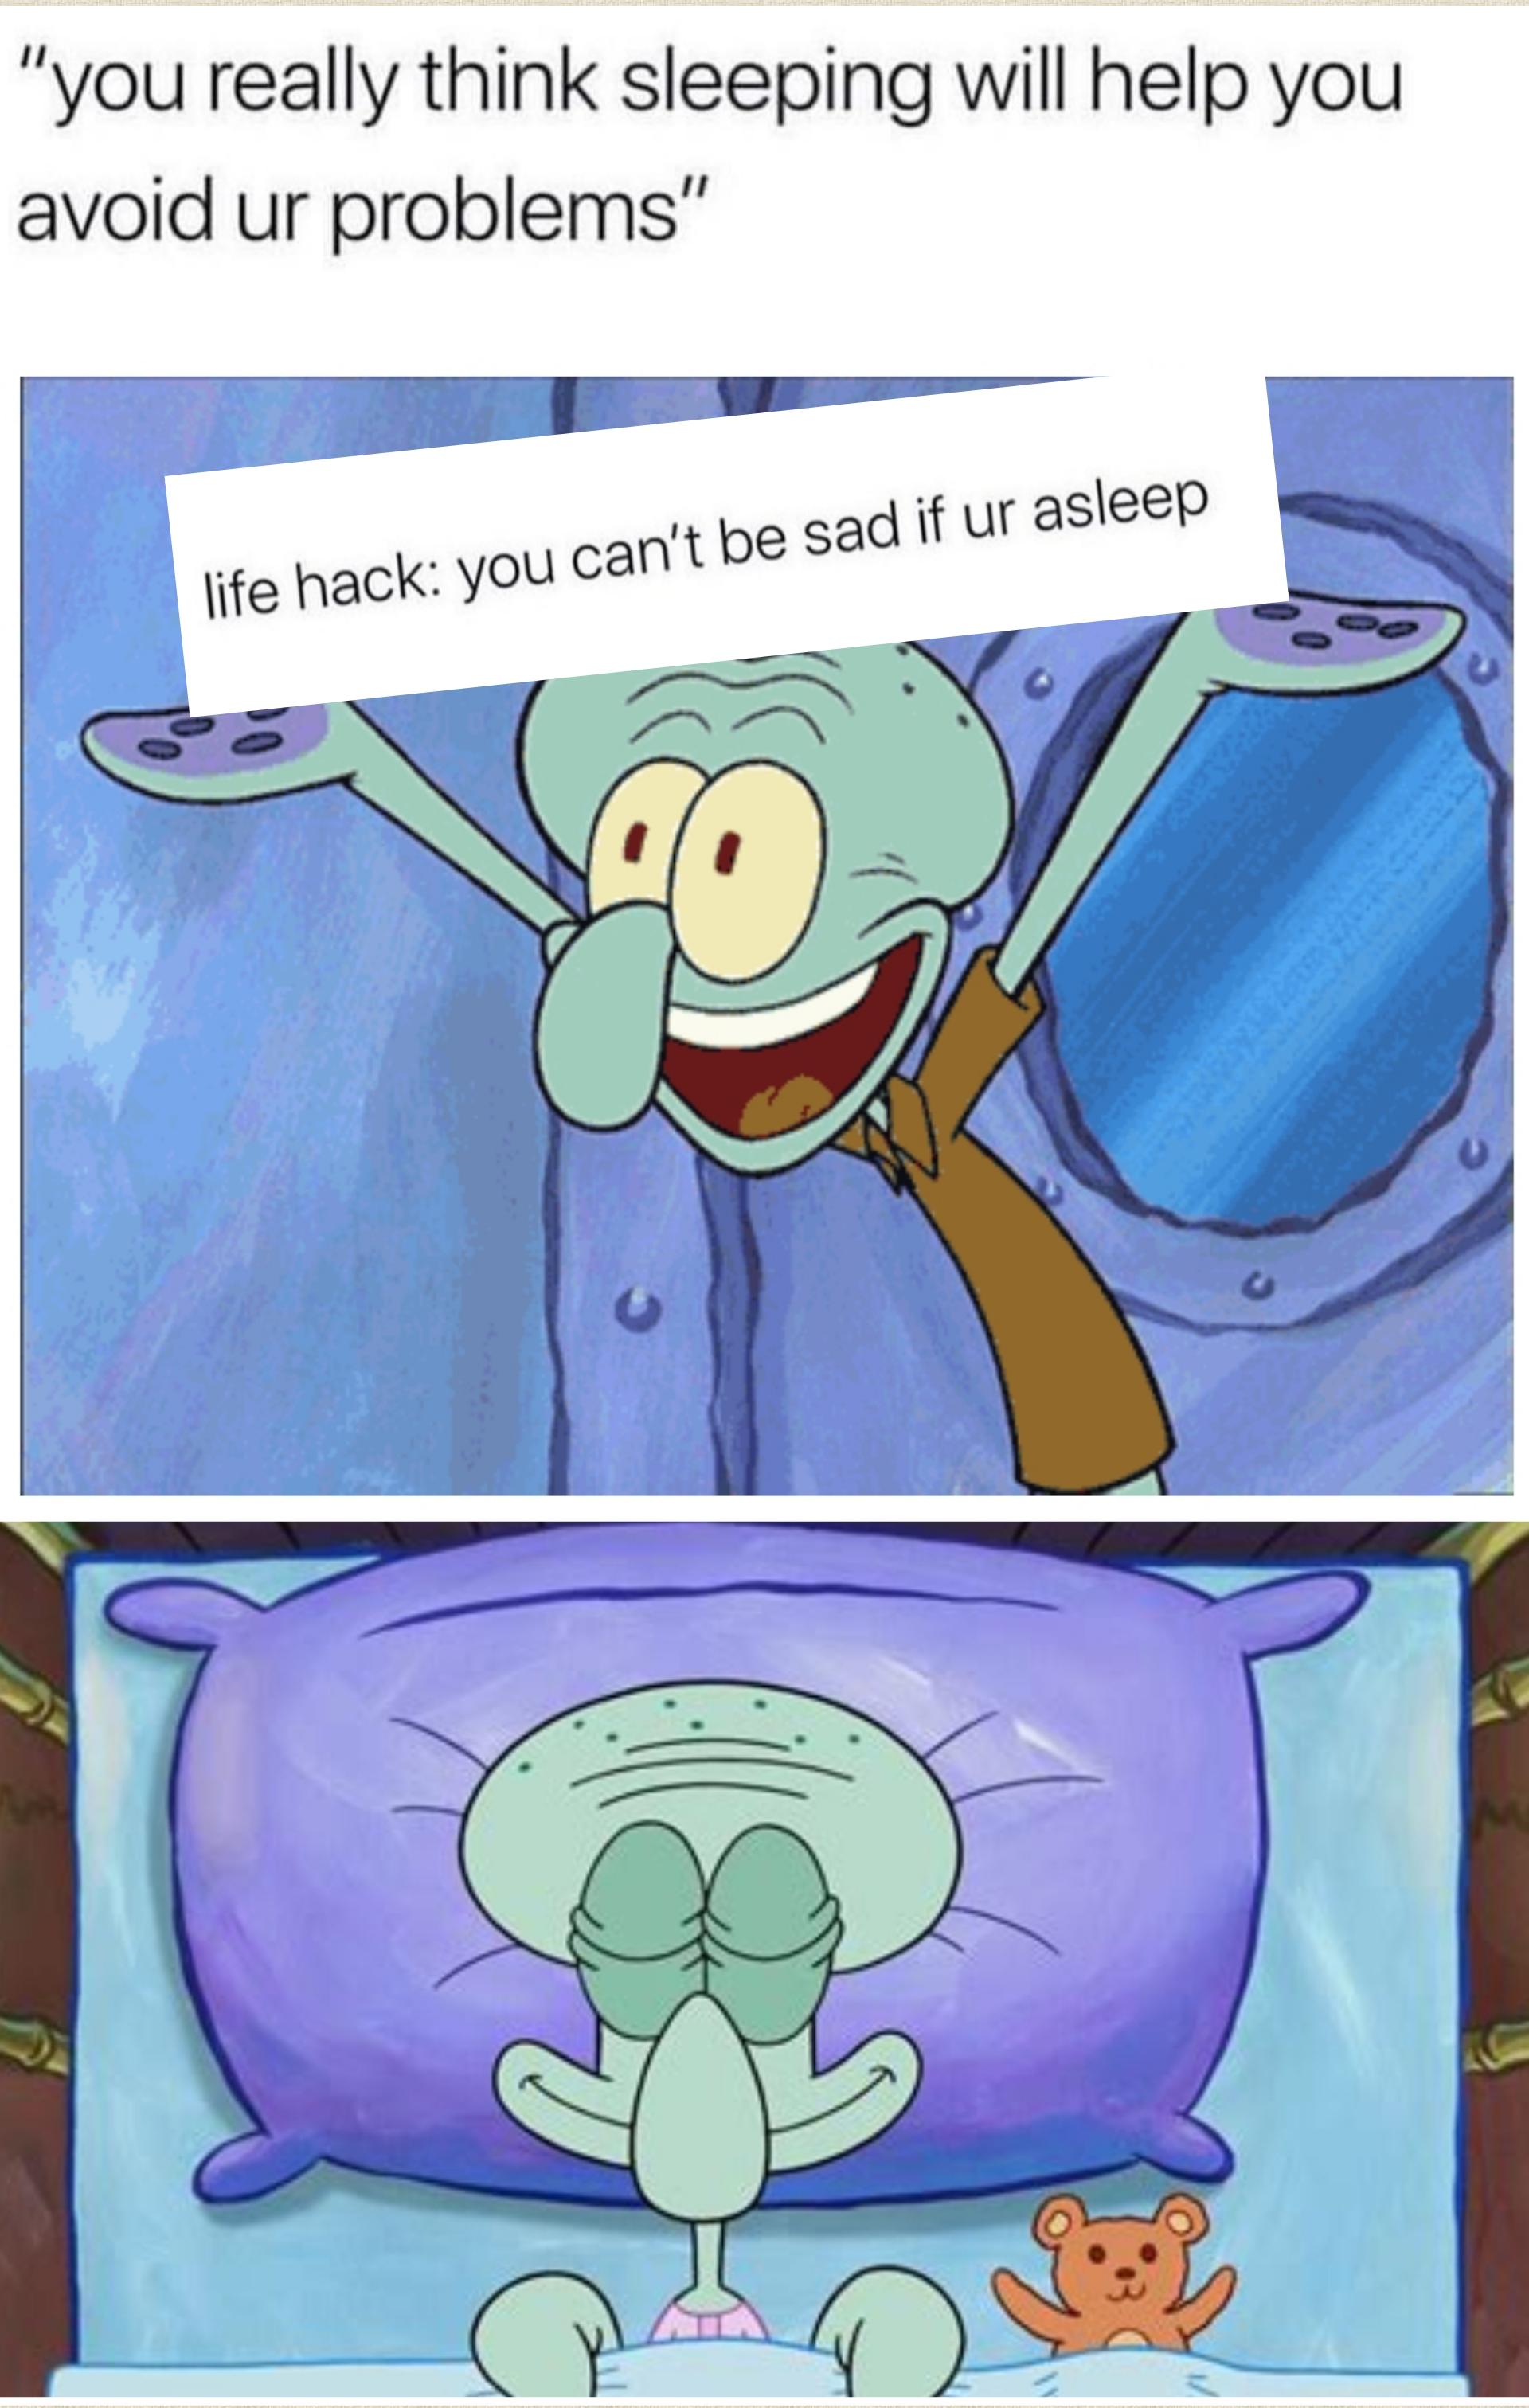 "you really think sleeping will help you
avoid ur problems"
life hack: you can't be sad if ur asleep